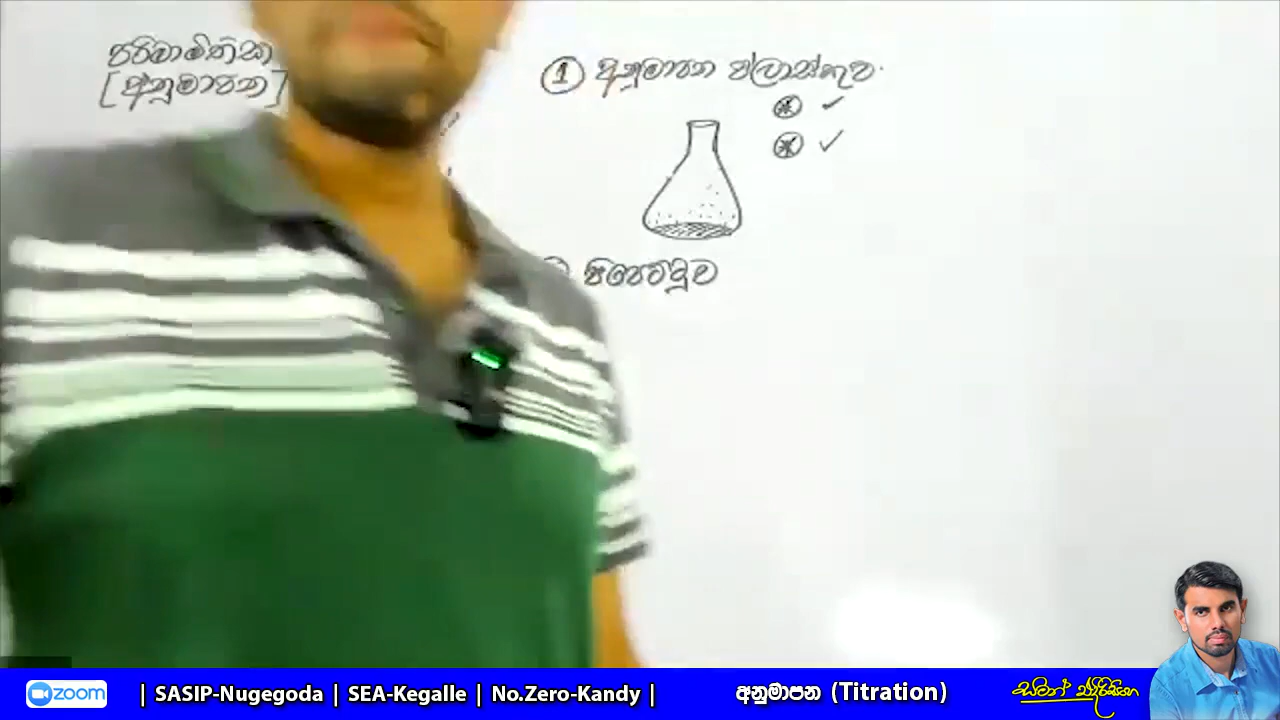 පරිමාමිතික
[අනුමාපන]
① අනුමාපන ප්ලාස්කුව.
✓
✓
පිපෙට්ටුව
zoom
| SASIP-Nugegoda | SEA-Kegalle | No.Zero-Kandy |
අනුමාපන (Titration)